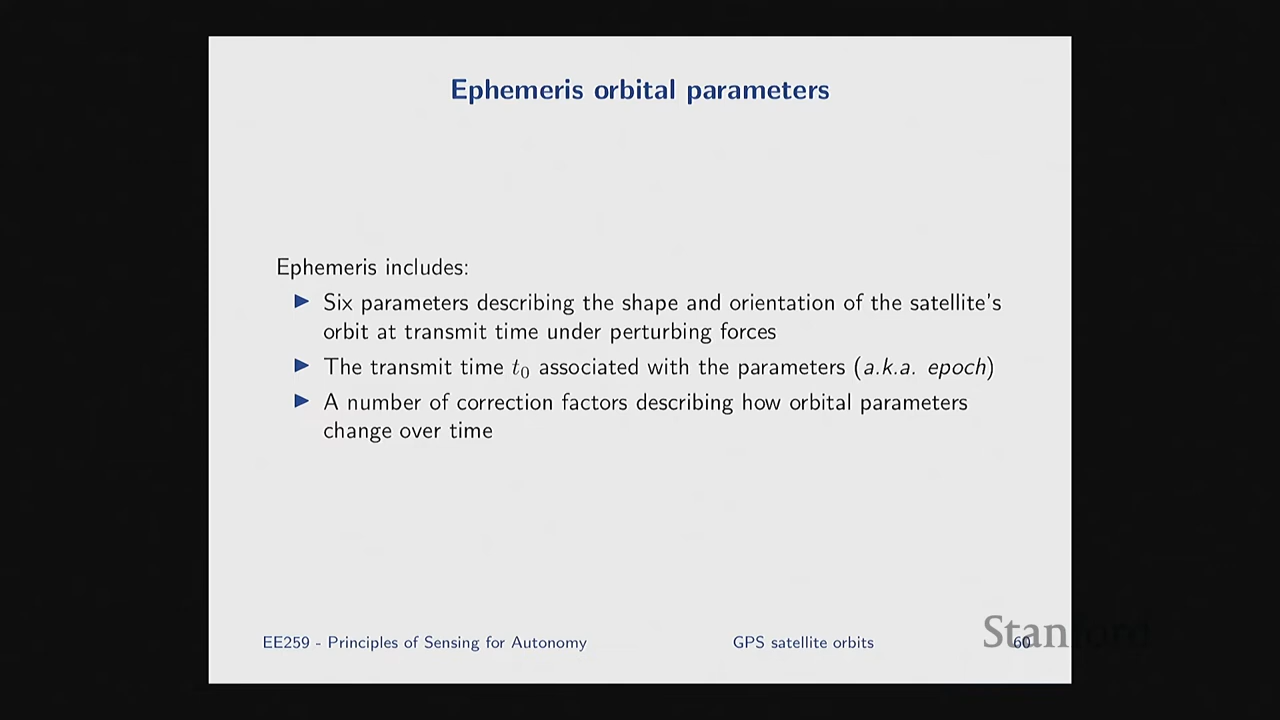 Ephemeris orbital parameters
Ephemeris includes:
▶ Six parameters describing the shape and orientation of the satellite's
orbit at transmit time under perturbing forces
▶ The transmit time t₀ associated with the parameters (a.k.a. epoch)
▶ A number of correction factors describing how orbital parameters
change over time
EE259 - Principles of Sensing for Autonomy
GPS satellite orbits
60
Stanford